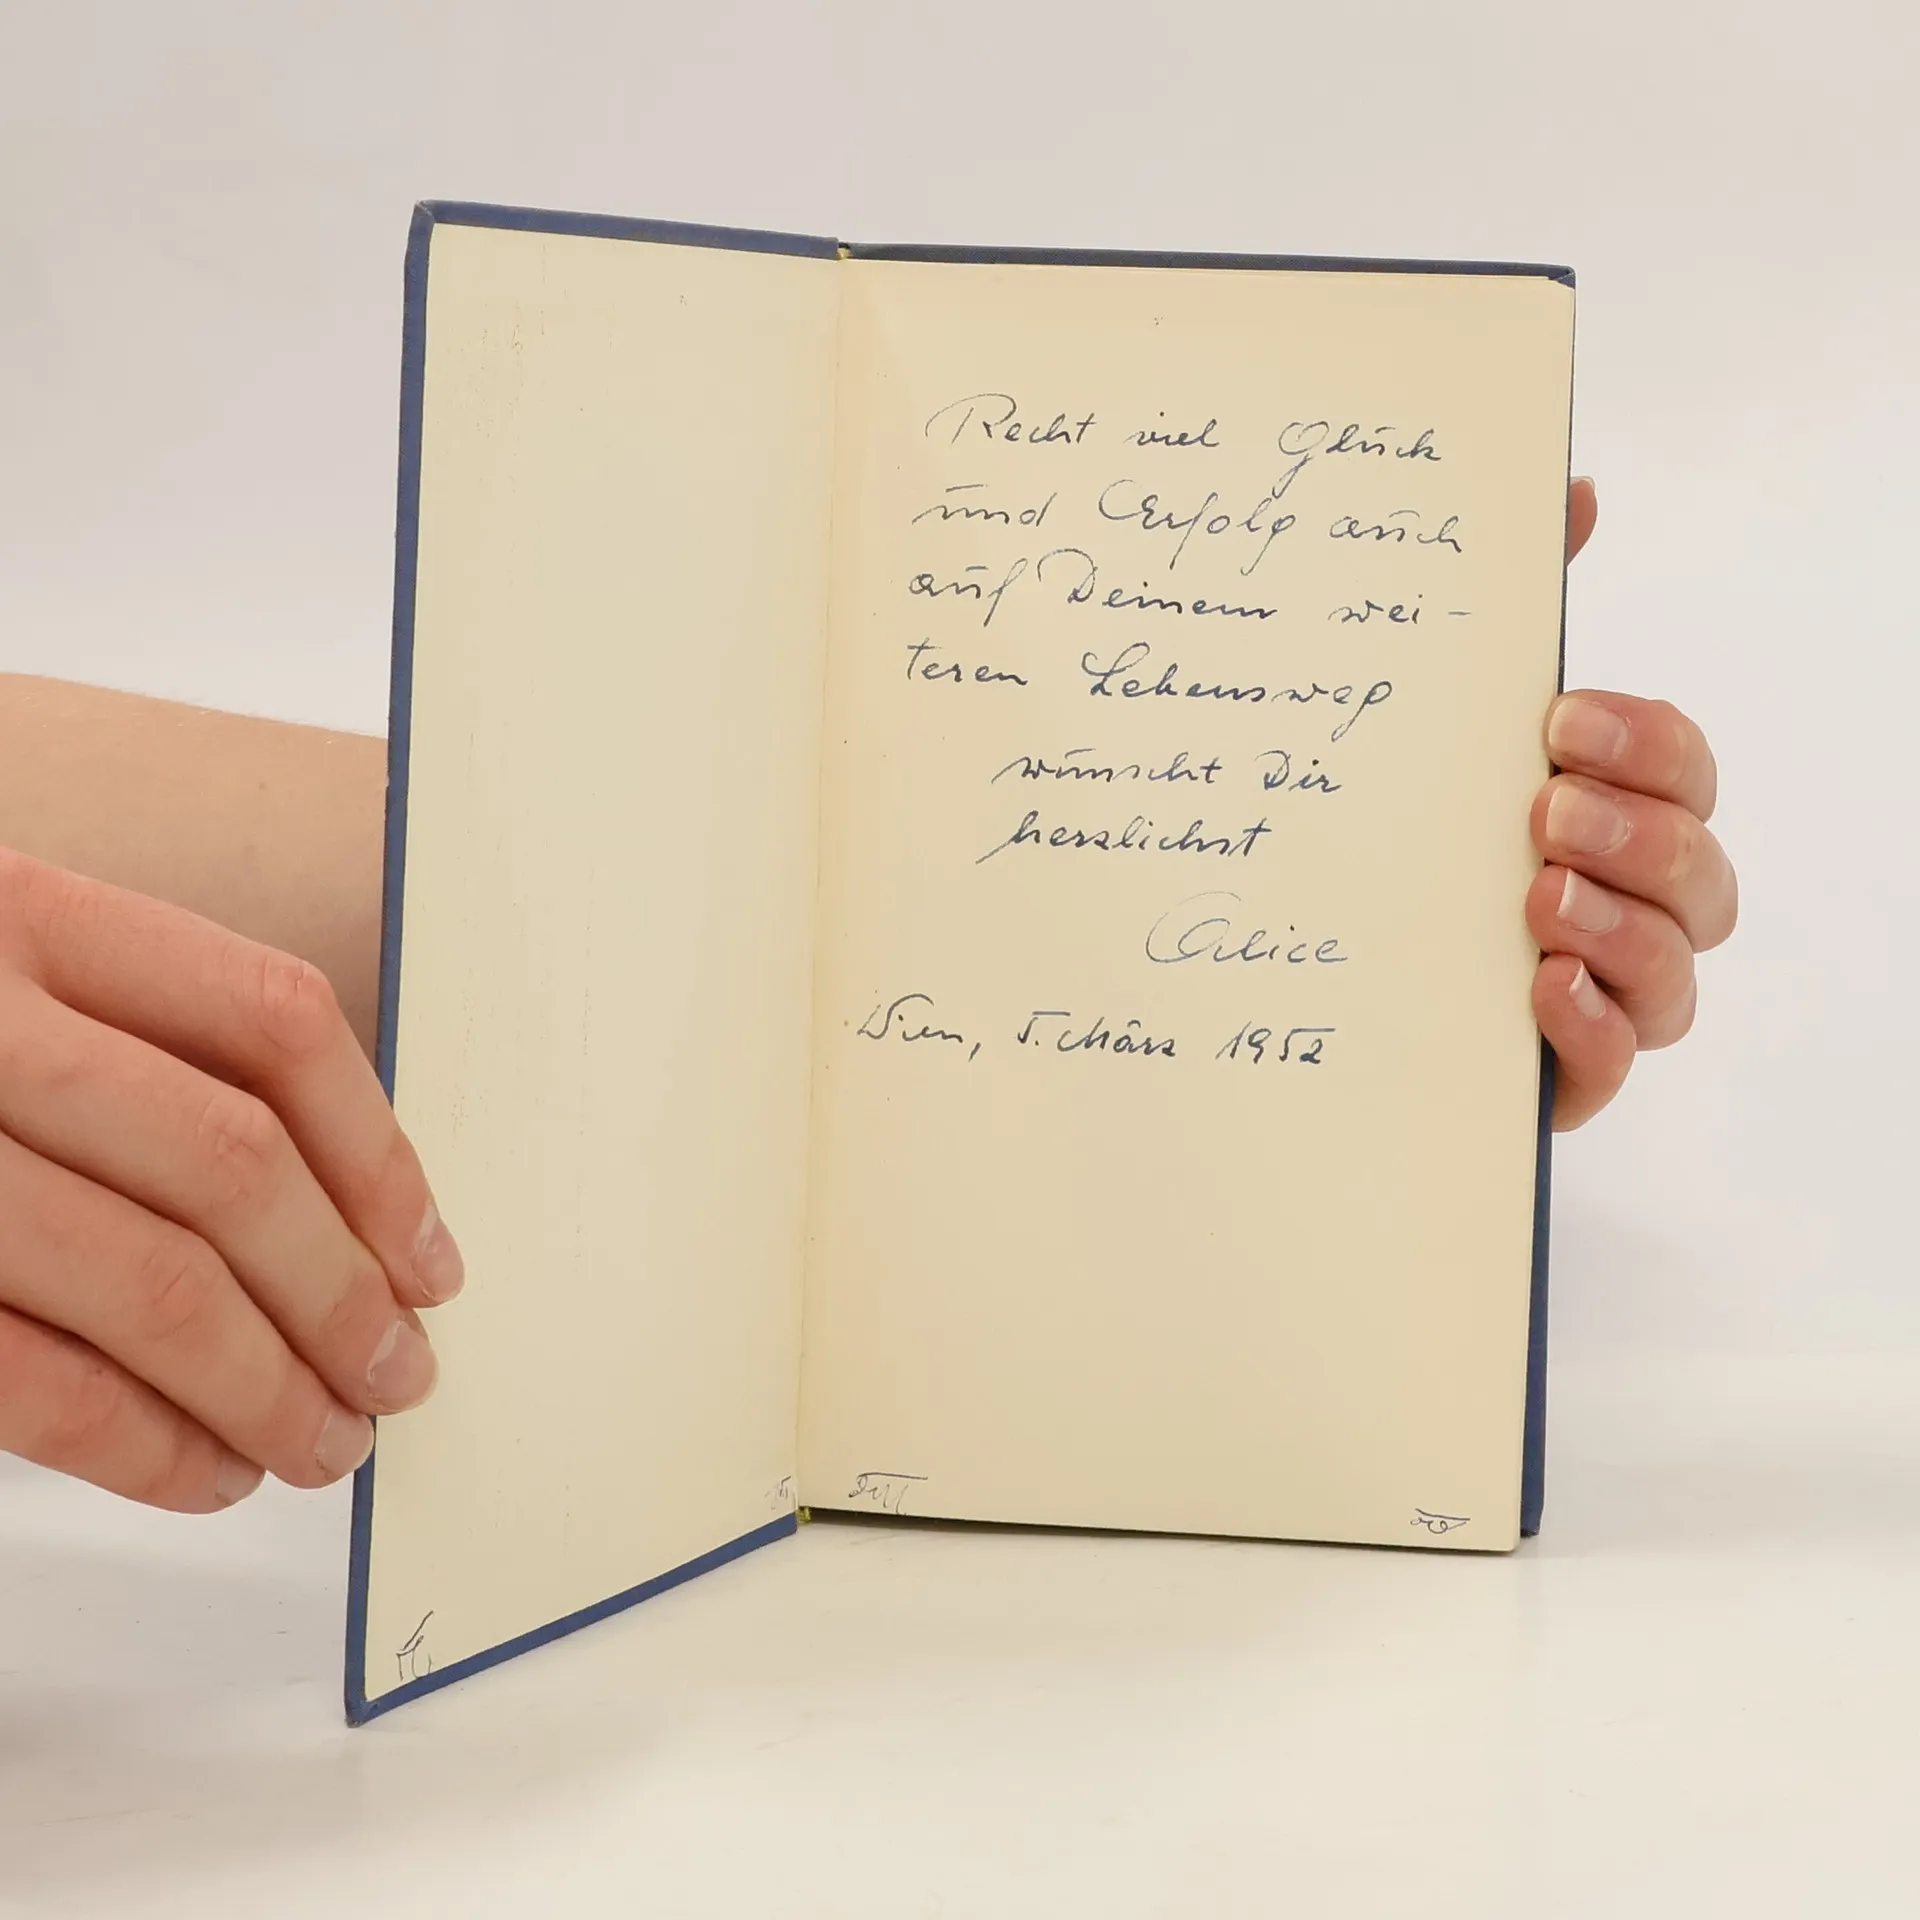 Recht viel Glück
und Erfolg auch
auf Deinem wei-
teren Lebensweg
wünscht Dir
herzlichst
Alice
Wien, 5. März 1952